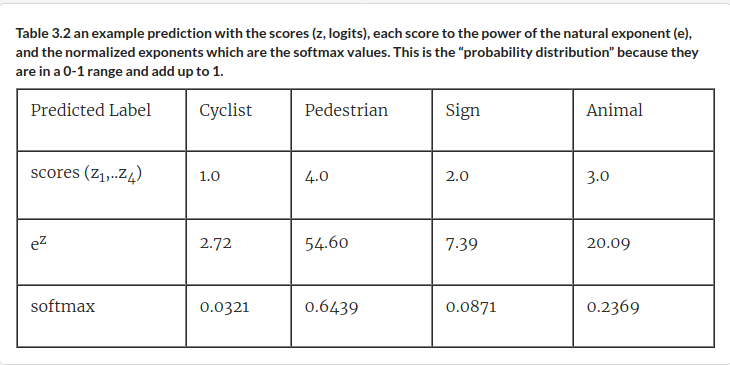 Table 3.2 an example prediction with the scores (z, logits), each score to the power of the natural exponent (e),
and the normalized exponents which are the softmax values. This is the “probability distribution” because they
are in a 0-1 range and add up to 1.
Predicted Label Cyclist Pedestrian Sign Animal
scores (z₁,..z₄) 1.0 4.0 2.0 3.0
eᶻ 2.72 54.60 7.39 20.09
softmax 0.0321 0.6439 0.0871 0.2369